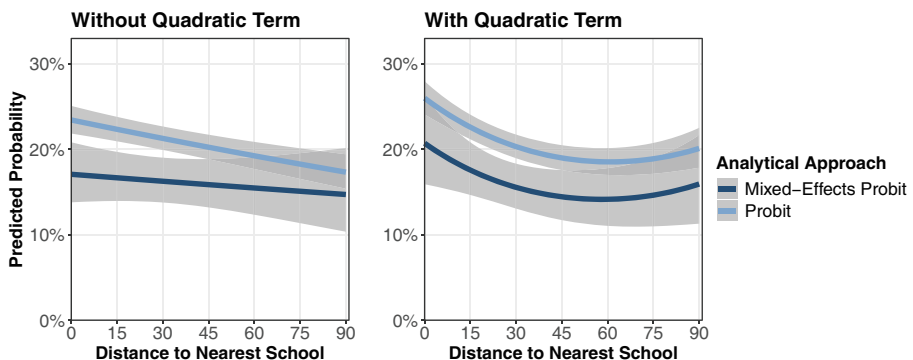 Without Quadratic Term
With Quadratic Term
Predicted Probability
30%
20%
10%
0%
0 15 30 45 60 75 90
Distance to Nearest School
30%
20%
10%
0%
0 15 30 45 60 75 90
Distance to Nearest School
Analytical Approach
Mixed−Effects Probit
Probit